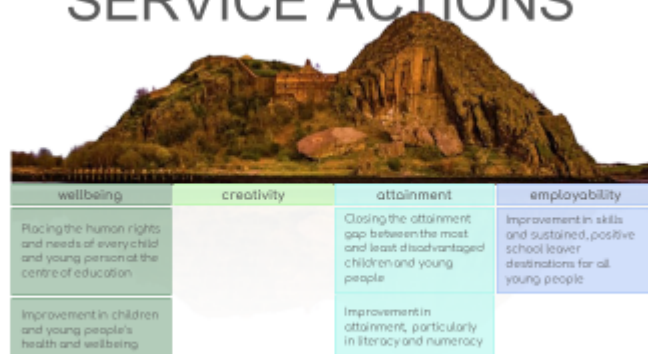 SERVICE ACTIONS
wellbeing
creativity
attainment
employability
Placing the human rights
and needs of every child
and young person at the
centre of education
Closing the attainment
gap between the most
and least disadvantaged
children and young
people
Improvement in skills
and sustained, positive
school leaver
destinations for all
young people
Improvement in children
and young people's
health and wellbeing
Improvement in
attainment, particularly
in literacy and numeracy